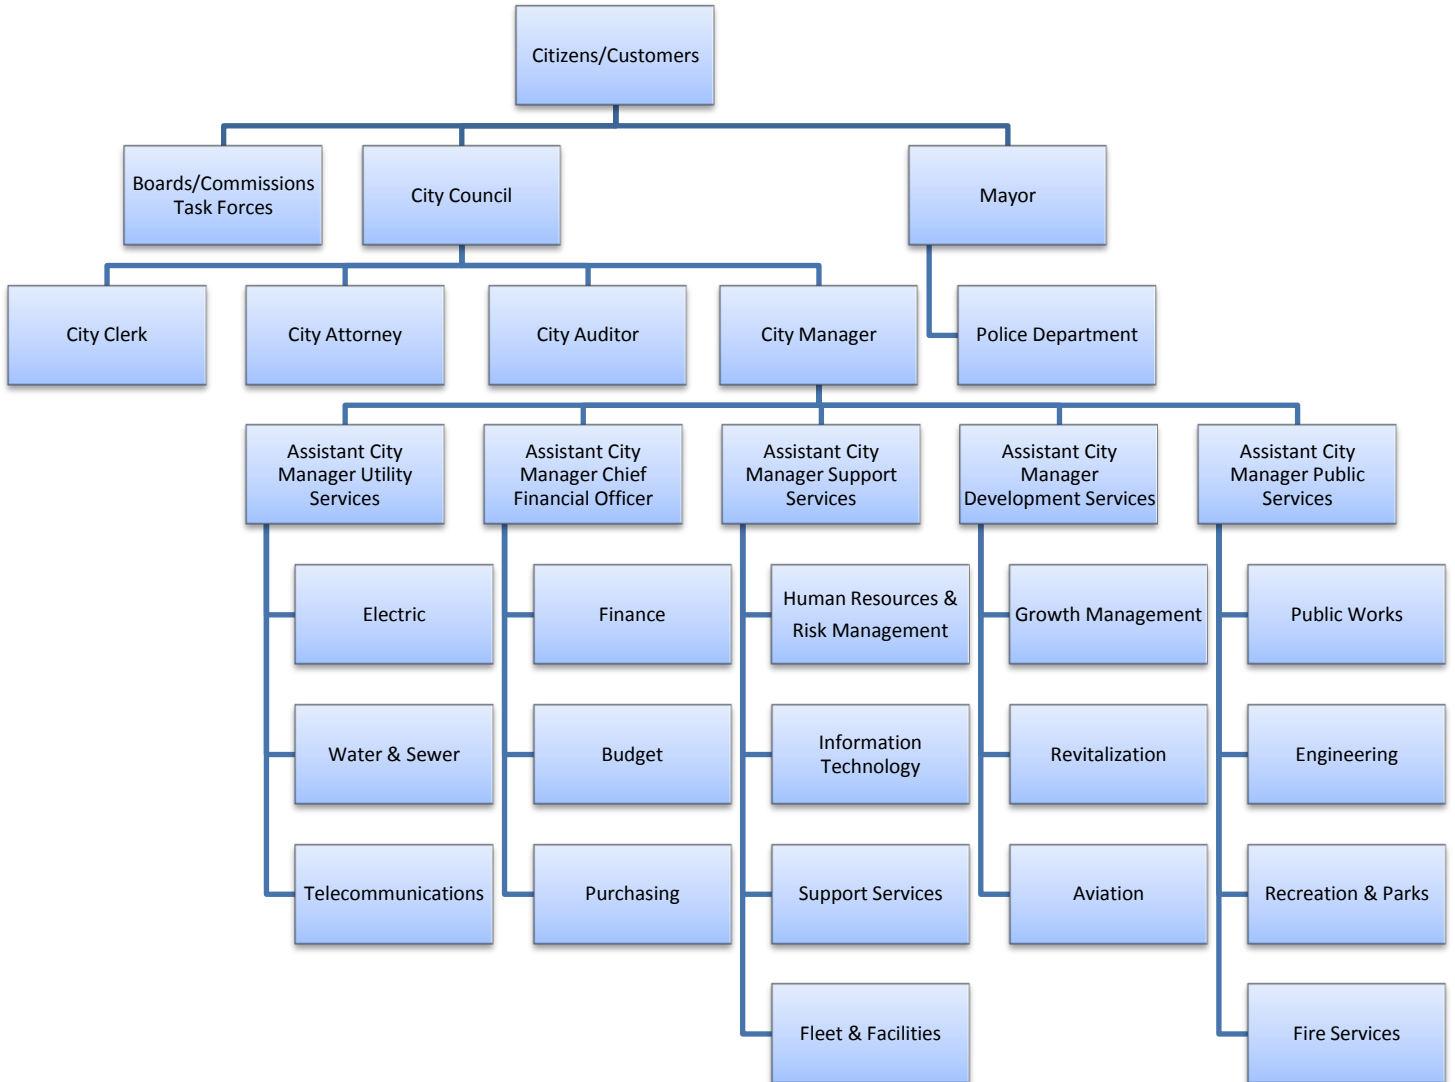 Citizens/Customers
Boards/Commissions
Task Forces
City Council
Mayor
City Clerk
City Attorney
City Auditor
City Manager
Police Department
Assistant City
Manager Utility
Services
Assistant City
Manager Chief
Financial Officer
Assistant City
Manager Support
Services
Assistant City
Manager
Development Services
Assistant City
Manager Public
Services
Electric
Finance
Human Resources &
Risk Management
Growth Management
Public Works
Water & Sewer
Budget
Information
Technology
Revitalization
Engineering
Telecommunications
Purchasing
Support Services
Aviation
Recreation & Parks
Fleet & Facilities
Fire Services